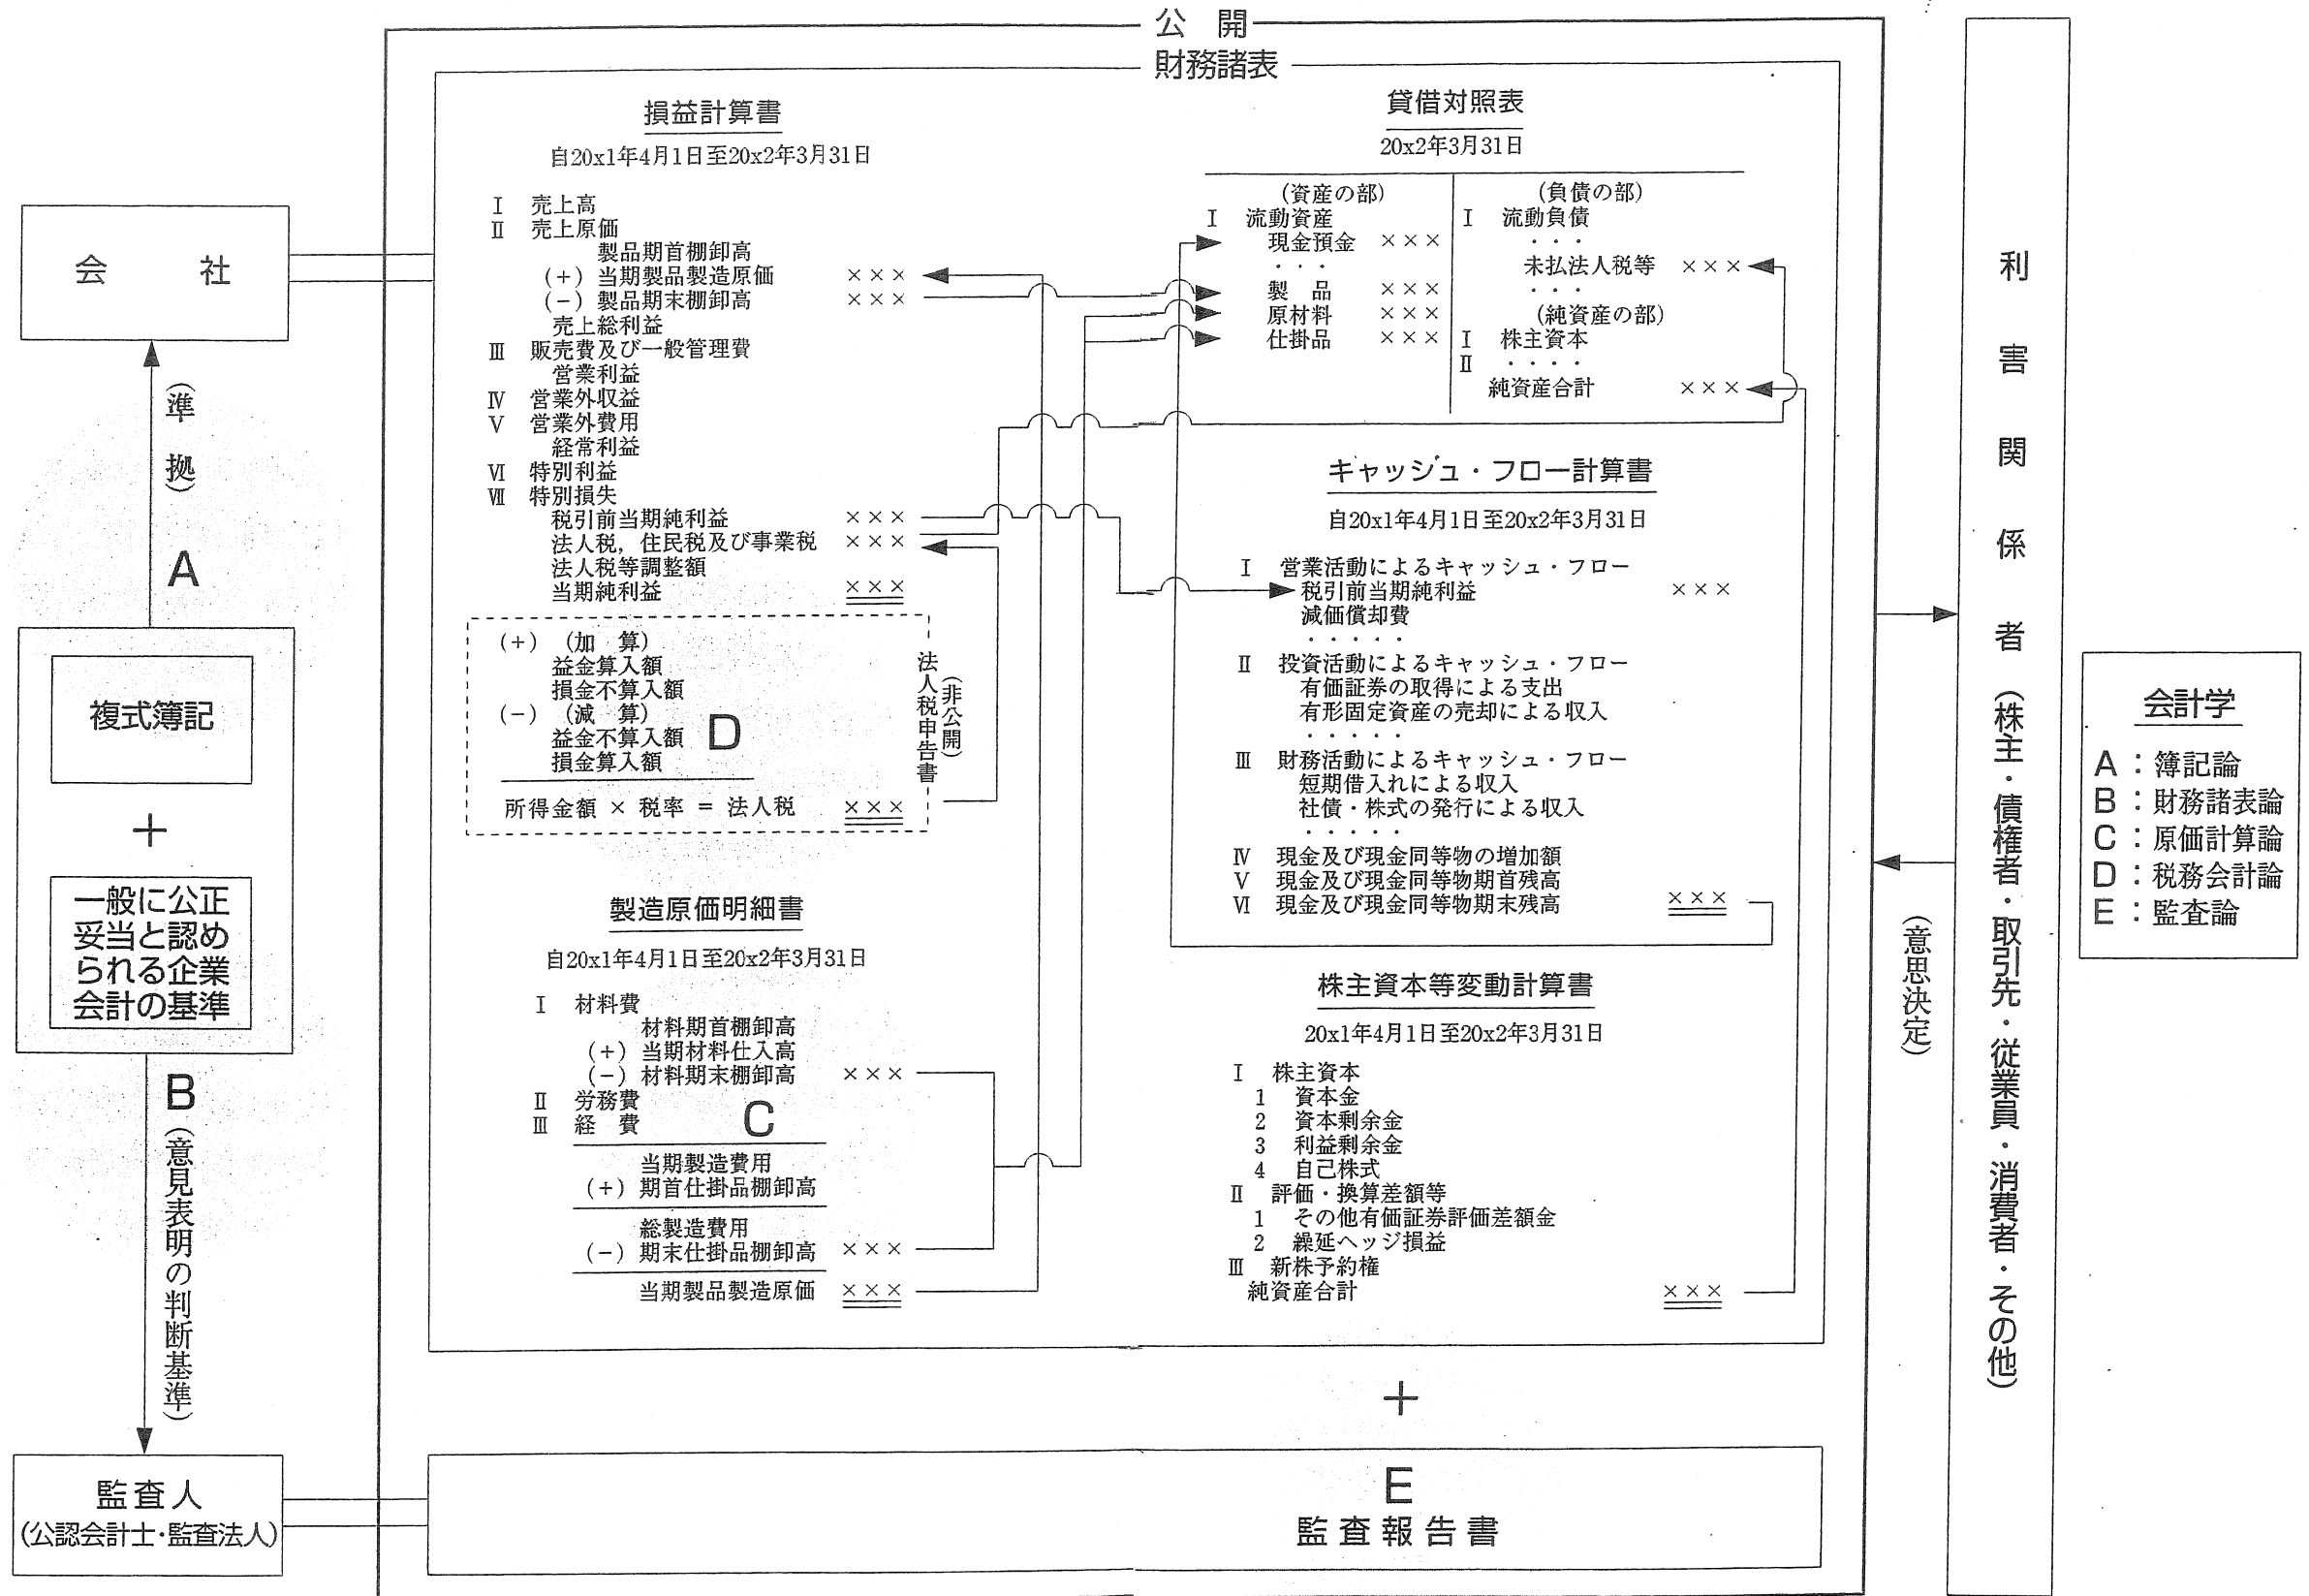 公開
財務諸表
会社
(準拠)
A
複式簿記
＋
一般に公正
妥当と認め
られる企業
会計の基準
B
(意見表明の判断基準)
監査人
(公認会計士・監査法人)
損益計算書
自20x1年4月1日至20x2年3月31日
Ⅰ 売上高
Ⅱ 売上原価
製品期首棚卸高
(+) 当期製品製造原価 ×××
(−) 製品期末棚卸高 ×××
売上総利益
Ⅲ 販売費及び一般管理費
営業利益
Ⅳ 営業外収益
Ⅴ 営業外費用
経常利益
Ⅵ 特別利益
Ⅶ 特別損失
税引前当期純利益 ×××
法人税，住民税及び事業税 ×××
法人税等調整額
当期純利益 ×××
(+) (加算)
益金算入額
損金不算入額
(−) (減算)
益金不算入額
損金算入額
D
所得金額 × 税率 = 法人税 ×××
法人税申告書
(非公開)
製造原価明細書
自20x1年4月1日至20x2年3月31日
Ⅰ 材料費
材料期首棚卸高
(+) 当期材料仕入高
(−) 材料期末棚卸高 ×××
Ⅱ 労務費
Ⅲ 経費
C
当期製造費用
(+) 期首仕掛品棚卸高
総製造費用
(−) 期末仕掛品棚卸高 ×××
当期製品製造原価 ×××
貸借対照表
20x2年3月31日
(資産の部)
Ⅰ 流動資産
現金預金 ×××
・・・
製品 ×××
原材料 ×××
仕掛品 ×××
(負債の部)
Ⅰ 流動負債
・・・
未払法人税等 ×××
・・・
(純資産の部)
Ⅰ 株主資本
Ⅱ ・・・・
純資産合計 ×××
キャッシュ・フロー計算書
自20x1年4月1日至20x2年3月31日
Ⅰ 営業活動によるキャッシュ・フロー
税引前当期純利益 ×××
減価償却費
・・・・・
Ⅱ 投資活動によるキャッシュ・フロー
有価証券の取得による支出
有形固定資産の売却による収入
・・・・・
Ⅲ 財務活動によるキャッシュ・フロー
短期借入れによる収入
社債・株式の発行による収入
・・・・・
Ⅳ 現金及び現金同等物の増加額
Ⅴ 現金及び現金同等物期首残高
Ⅵ 現金及び現金同等物期末残高 ×××
株主資本等変動計算書
20x1年4月1日至20x2年3月31日
Ⅰ 株主資本
1 資本金
2 資本剰余金
3 利益剰余金
4 自己株式
Ⅱ 評価・換算差額等
1 その他有価証券評価差額金
2 繰延ヘッジ損益
Ⅲ 新株予約権
純資産合計 ×××
＋
E
監査報告書
(意思決定)
利害関係者(株主・債権者・取引先・従業員・消費者・その他)
会計学
A：簿記論
B：財務諸表論
C：原価計算論
D：税務会計論
E：監査論